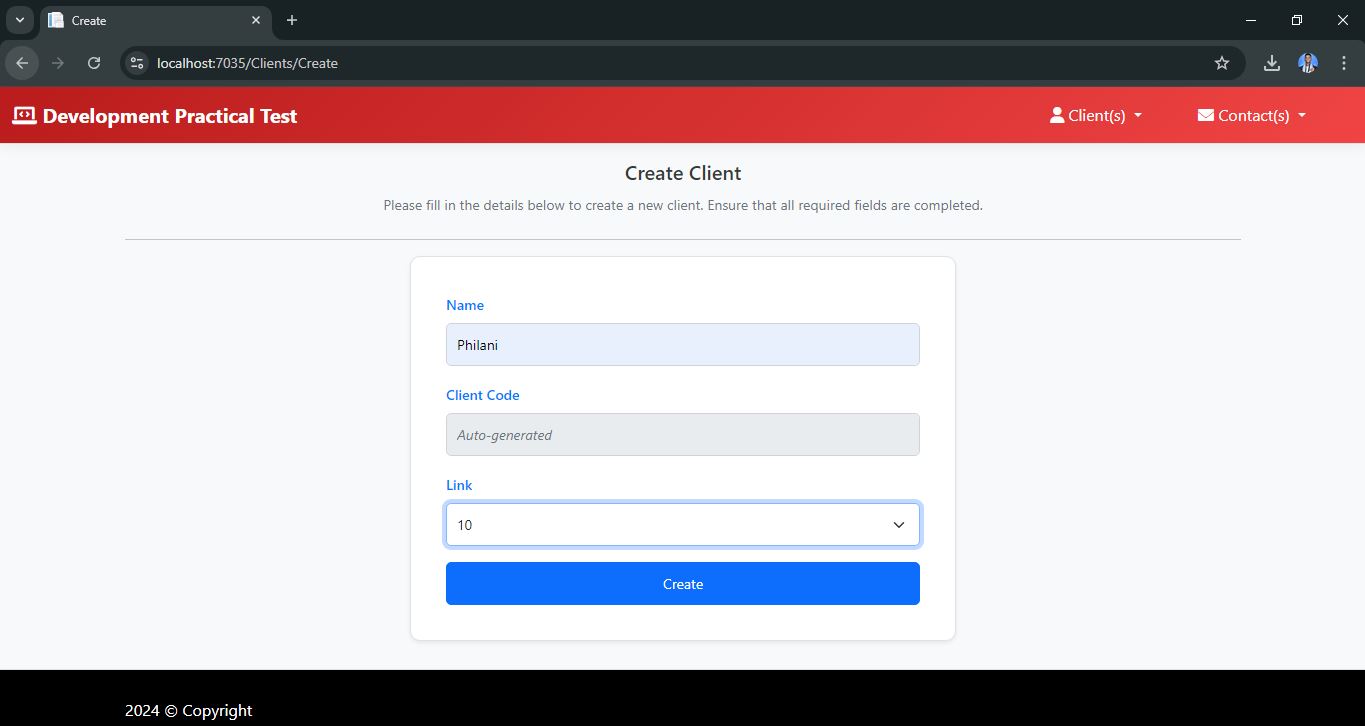 Create
localhost:7035/Clients/Create
Development Practical Test
Client(s)
Contact(s)
Create Client
Please fill in the details below to create a new client. Ensure that all required fields are completed.
Name
Philani
Client Code
Auto-generated
Link
10
Create
2024 © Copyright